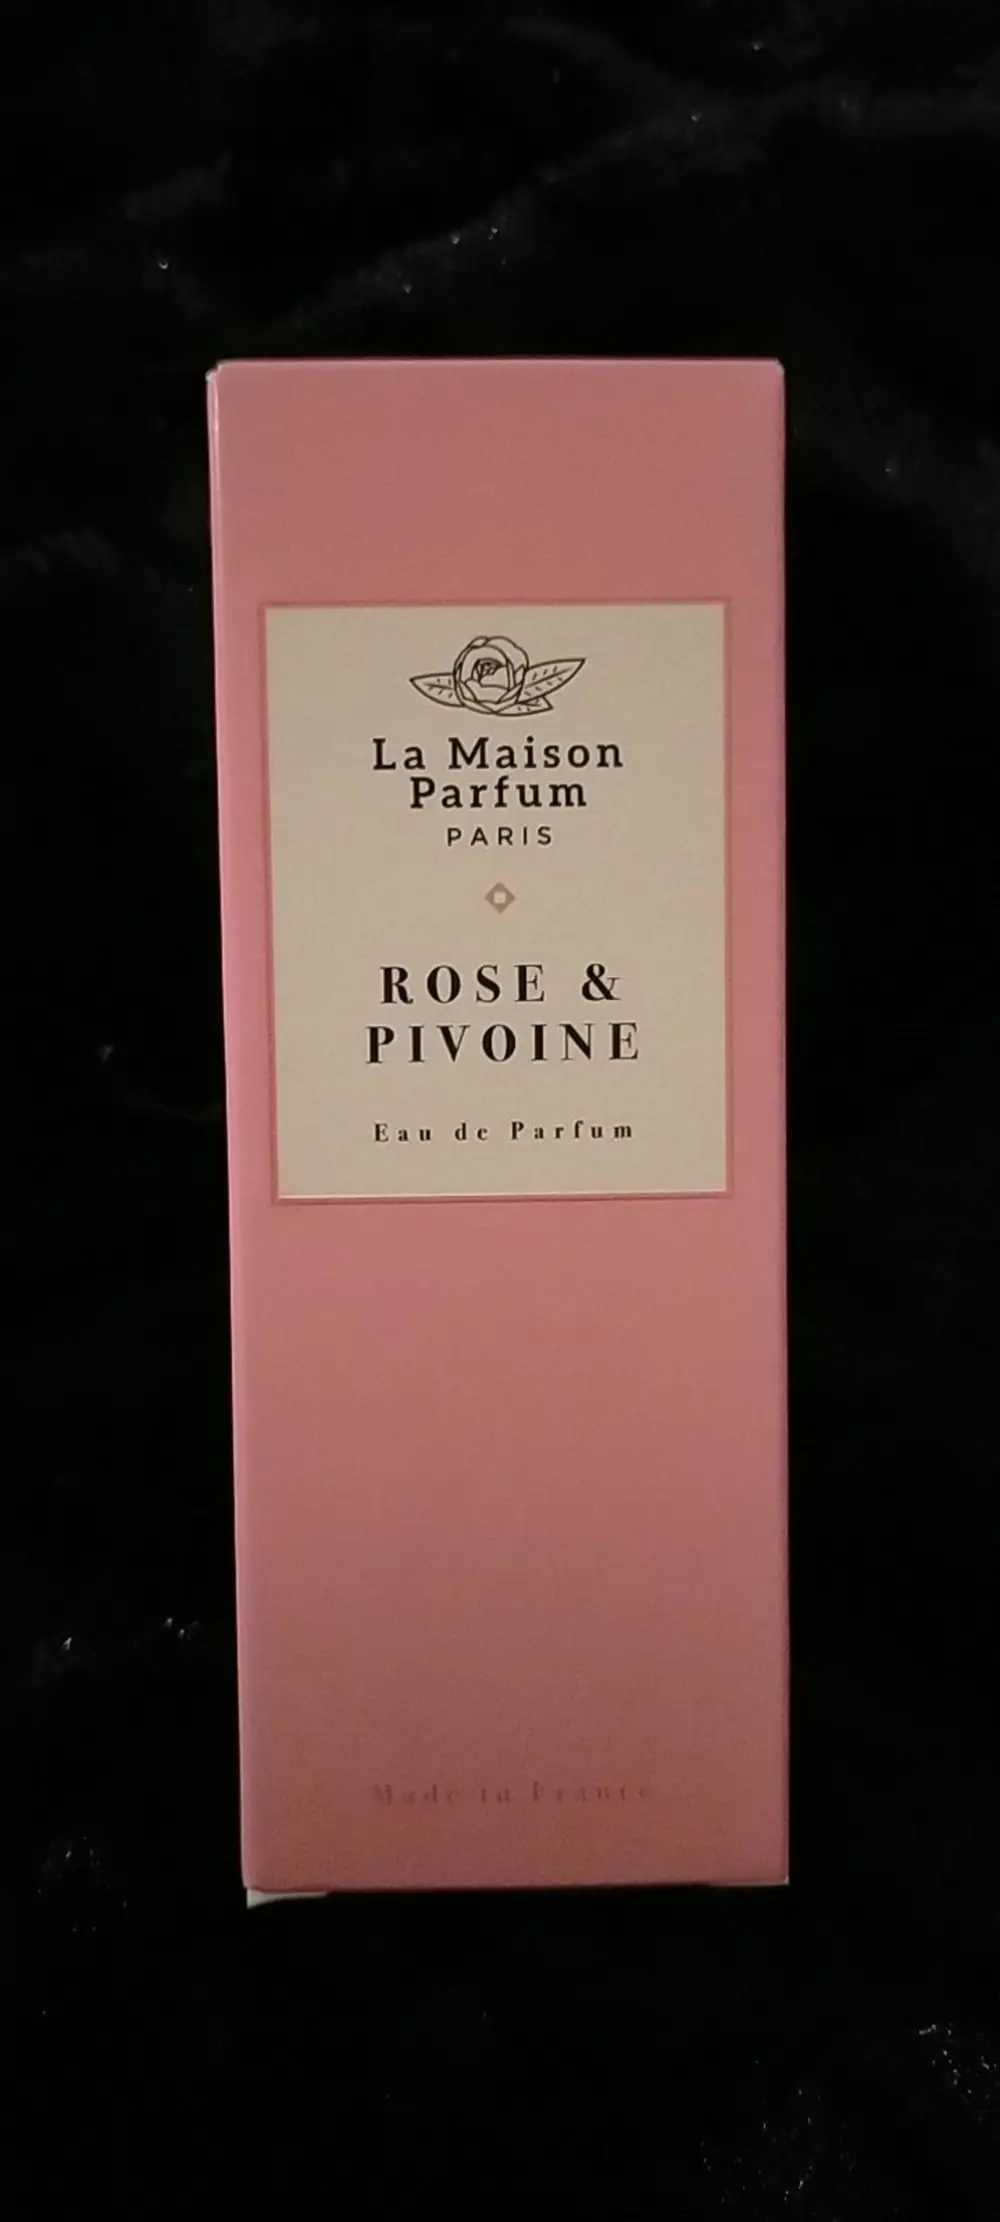 La Maison
Parfum
PARIS
ROSE &
PIVOINE
Eau de Parfum
Made in France